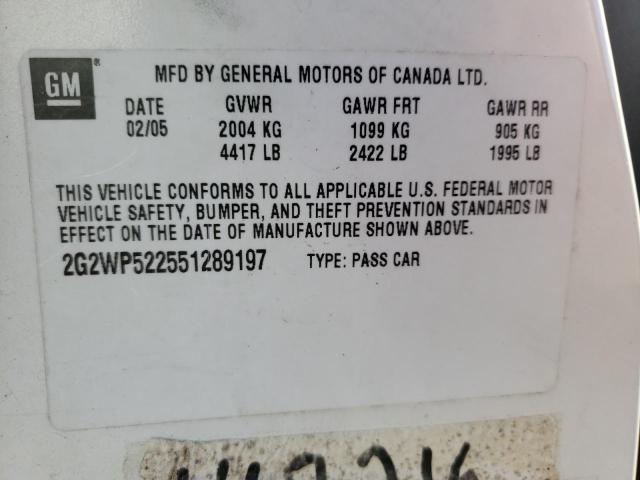 GM®
MFD BY GENERAL MOTORS OF CANADA LTD.
DATE GVWR GAWR FRT GAWR RR
02/05 2004 KG 1099 KG 905 KG
4417 LB 2422 LB 1995 LB
THIS VEHICLE CONFORMS TO ALL APPLICABLE U.S. FEDERAL MOTOR
VEHICLE SAFETY, BUMPER, AND THEFT PREVENTION STANDARDS IN
EFFECT ON THE DATE OF MANUFACTURE SHOWN ABOVE.
2G2WP522551289197 TYPE: PASS CAR